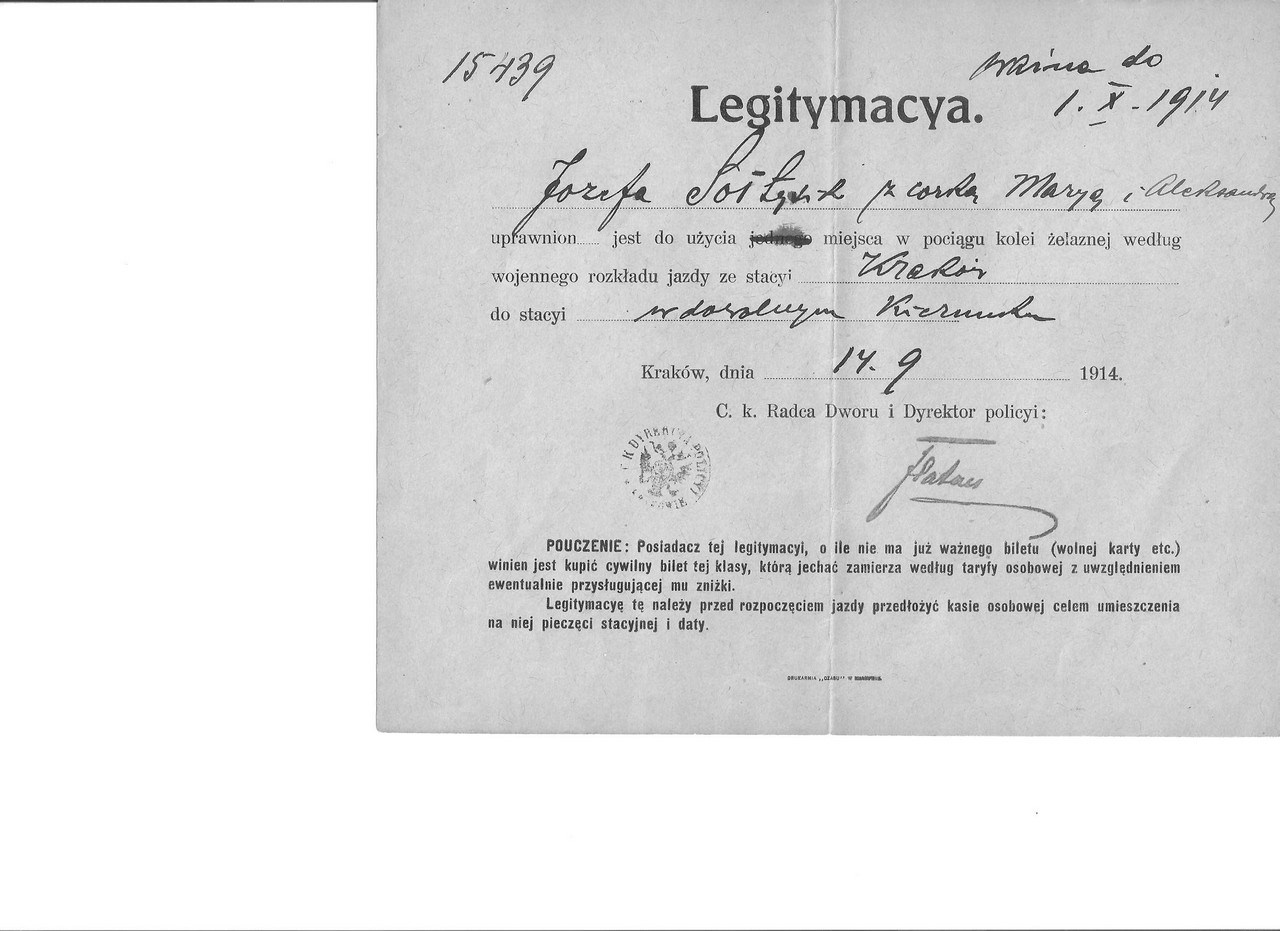 15439
ważna do
Legitymacya.
1. X. 1914
Jozefa z corką Maryą i Aleksandrą
uprawnion...... jest do użycia jednego miejsca w pociągu kolei żelaznej według
wojennego rozkładu jazdy ze stacyi Kraków
do stacyi w dowolnym kierunku
Kraków, dnia 14. 9 1914.
C. k. Radca Dworu i Dyrektor policyi:
C K DYREKCYA POLICYI
POUCZENIE: Posiadacz tej legitymacyi, o ile nie ma już ważnego biletu (wolnej karty etc.)
winien jest kupić cywilny bilet tej klasy, którą jechać zamierza według taryfy osobowej z uwzględnieniem
ewentualnie przysługującej mu zniżki.
Legitymacyę tę należy przed rozpoczęciem jazdy przedłożyć kasie osobowej celem umieszczenia
na niej pieczęci stacyjnej i daty.
DRUKARNIA „CZASU" W